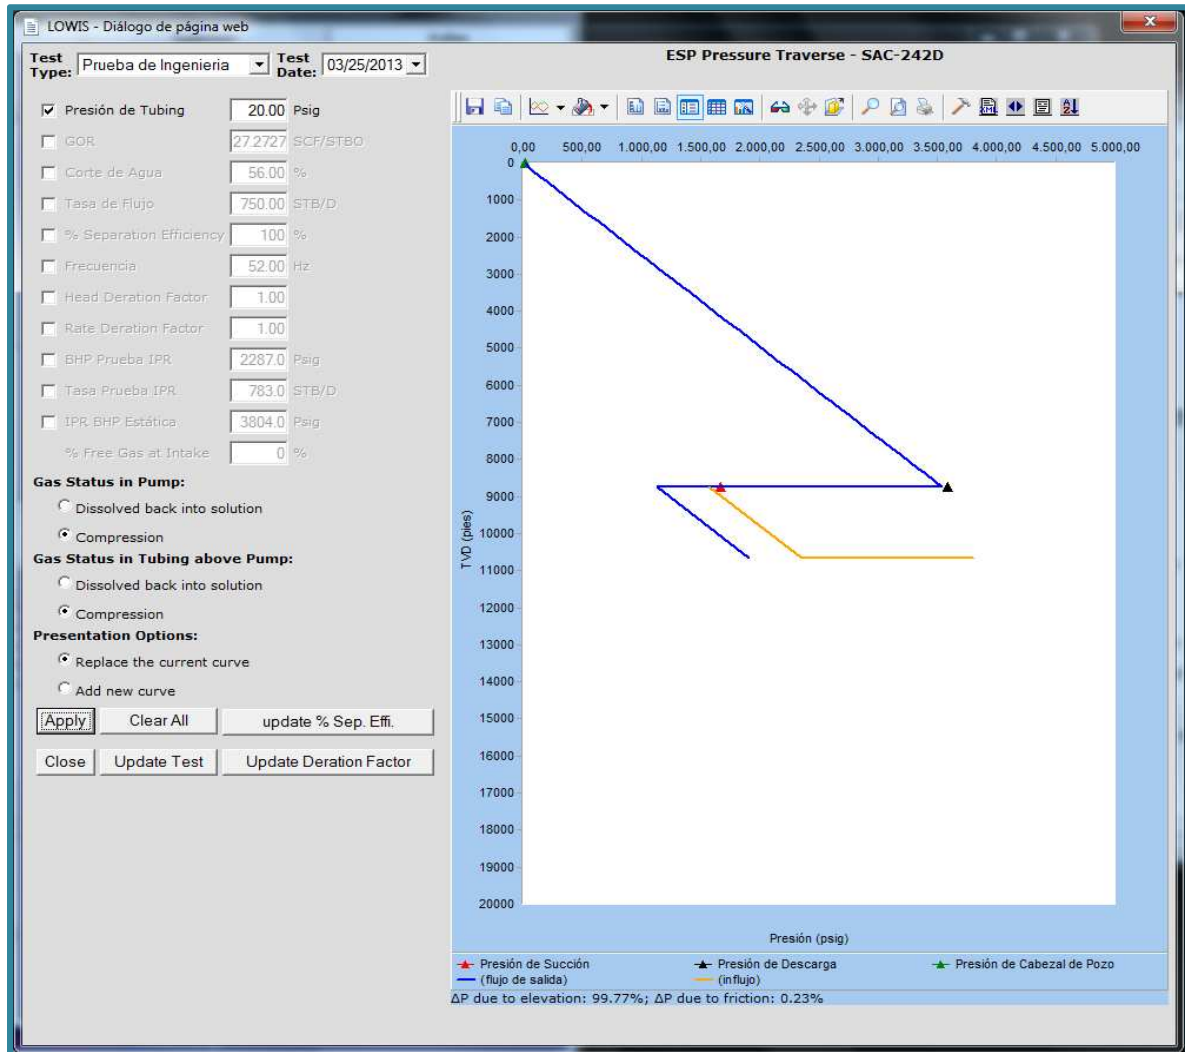 LOWIS - Diálogo de página web
Test Type: Prueba de Ingenieria Test Date: 03/25/2013
Presión de Tubing 20.00 Psig
GOR 27.2727 SCF/STBO
Corte de Agua 56.00 %
Tasa de Flujo 750.00 STB/D
% Separation Efficiency 100 %
Frecuencia 52.00 Hz
Head Deration Factor 1.00
Rate Deration Factor 1.00
BHP Prueba IPR 2287.0 Psig
Tasa Prueba IPR 783.0 STB/D
IPR BHP Estática 3804.0 Psig
% Free Gas at Intake 0 %
Gas Status in Pump:
Dissolved back into solution
Compression
Gas Status in Tubing above Pump:
Dissolved back into solution
Compression
Presentation Options:
Replace the current curve
Add new curve
Apply Clear All update % Sep. Effi.
Close Update Test Update Deration Factor
ESP Pressure Traverse - SAC-242D
0,00 500,00 1.000,00 1.500,00 2.000,00 2.500,00 3.000,00 3.500,00 4.000,00 4.500,00 5.000,00
0
1000
2000
3000
4000
5000
6000
7000
8000
9000
10000
11000
12000
13000
14000
15000
16000
17000
18000
19000
20000
TVD (pies)
Presión (psig)
Presión de Succión Presión de Descarga Presión de Cabezal de Pozo
(flujo de salida) (influjo)
ΔP due to elevation: 99.77%; ΔP due to friction: 0.23%